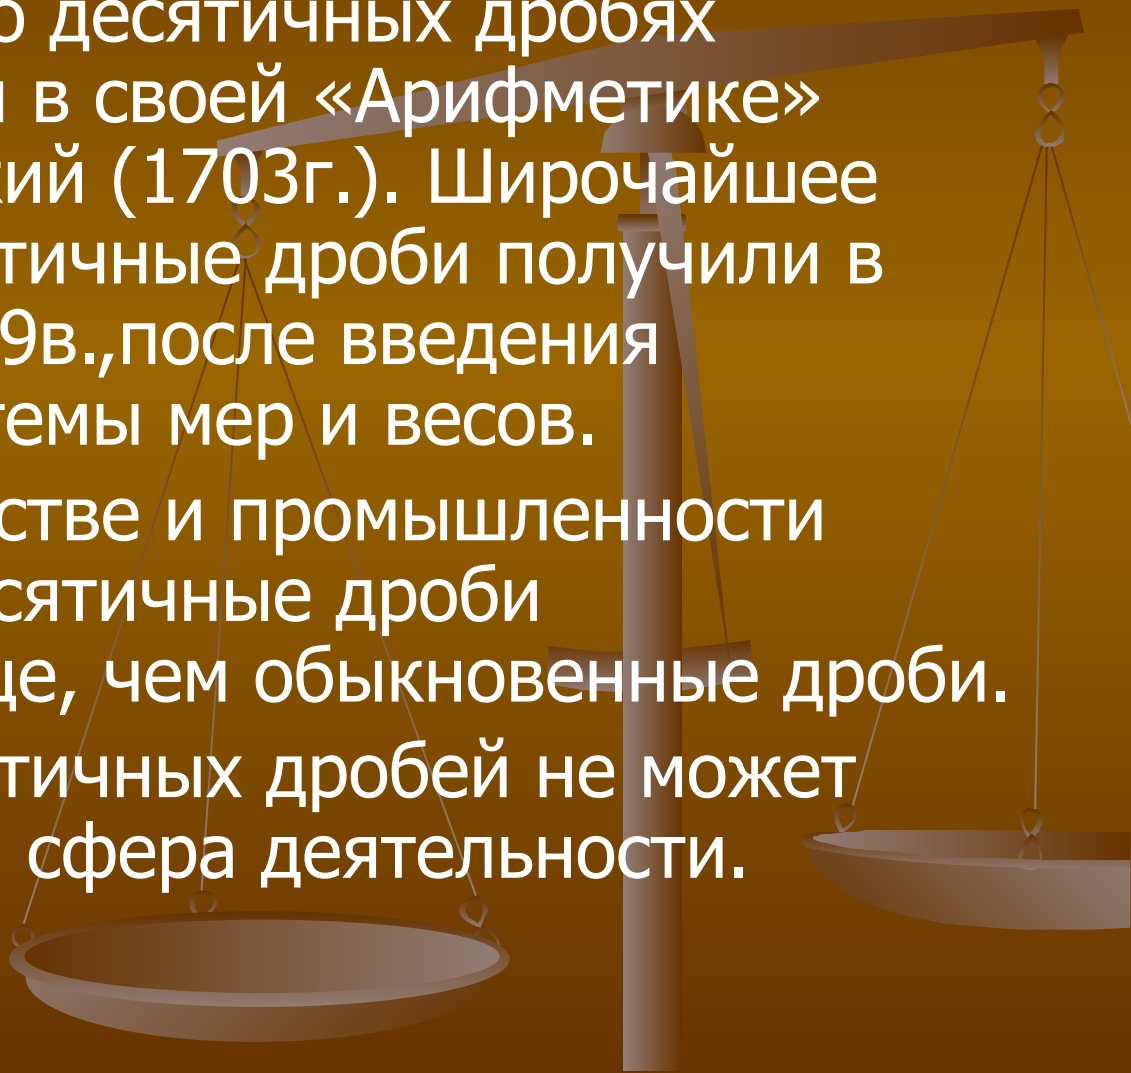 о десятичных дробях
и в своей «Арифметике»
кий (1703г.). Широчайшее
тичные дроби получили в
9в.,после введения
темы мер и весов.
стве и промышленности
сятичные дроби
це, чем обыкновенные дроби.
тичных дробей не может
сфера деятельности.